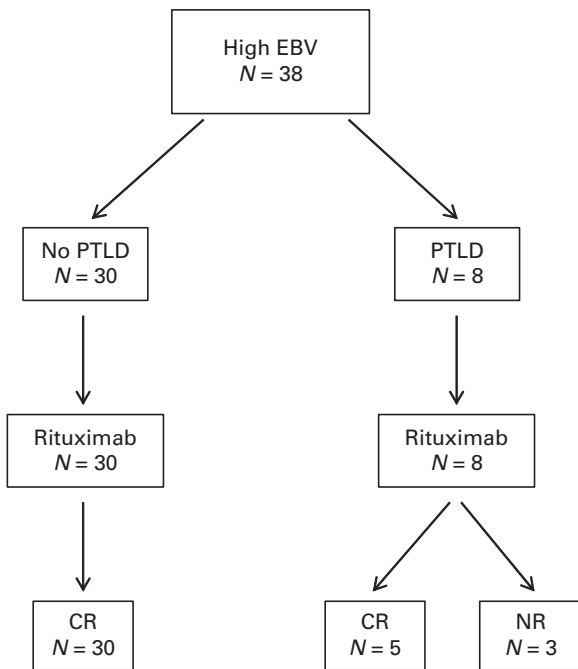 High EBV
N = 38
No PTLD
N = 30
PTLD
N = 8
Rituximab
N = 30
Rituximab
N = 8
CR
N = 30
CR
N = 5
NR
N = 3